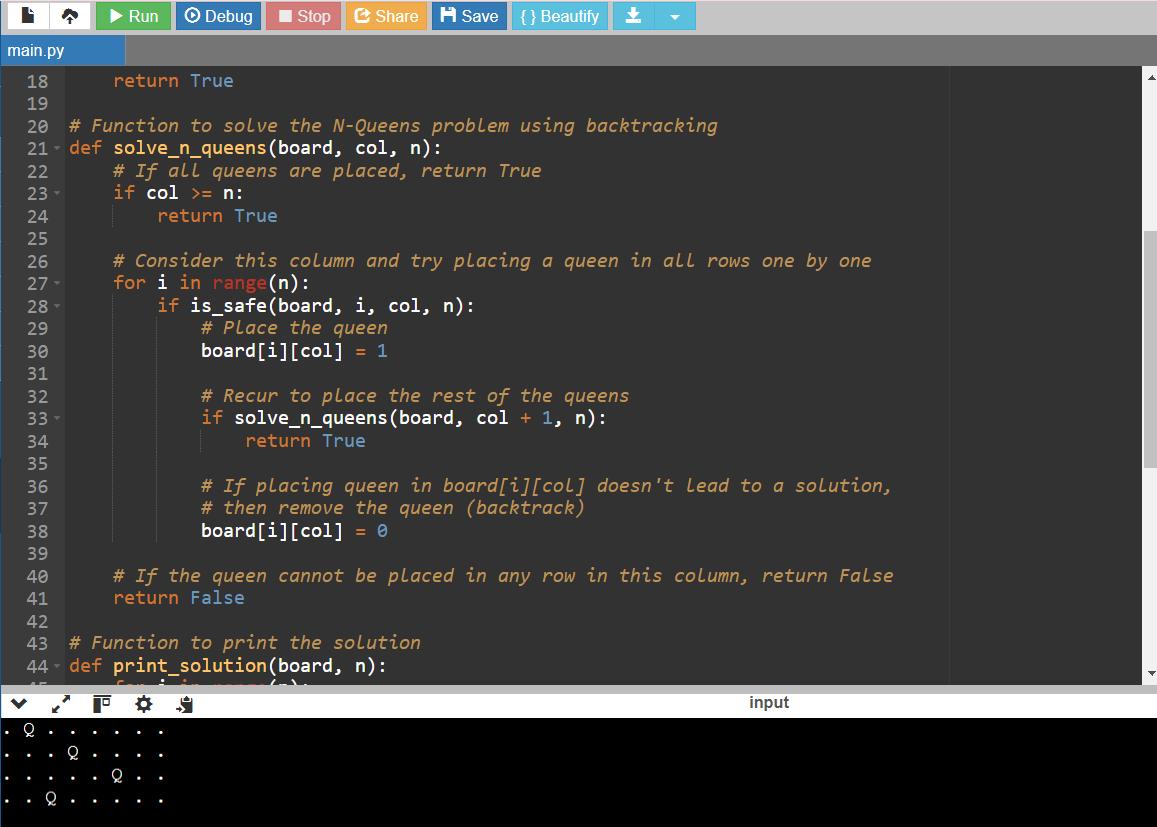 Run Debug Stop Share Save { } Beautify
main.py
18     return True
19
20 # Function to solve the N-Queens problem using backtracking
21 def solve_n_queens(board, col, n):
22     # If all queens are placed, return True
23     if col >= n:
24         return True
25
26     # Consider this column and try placing a queen in all rows one by one
27     for i in range(n):
28         if is_safe(board, i, col, n):
29             # Place the queen
30             board[i][col] = 1
31
32             # Recur to place the rest of the queens
33             if solve_n_queens(board, col + 1, n):
34                 return True
35
36             # If placing queen in board[i][col] doesn't lead to a solution,
37             # then remove the queen (backtrack)
38             board[i][col] = 0
39
40     # If the queen cannot be placed in any row in this column, return False
41     return False
42
43 # Function to print the solution
44 def print_solution(board, n):
45     for i in range(n):
input
. Q . . . . . .
. . . Q . . . .
. . . . . Q . .
. . Q . . . . .